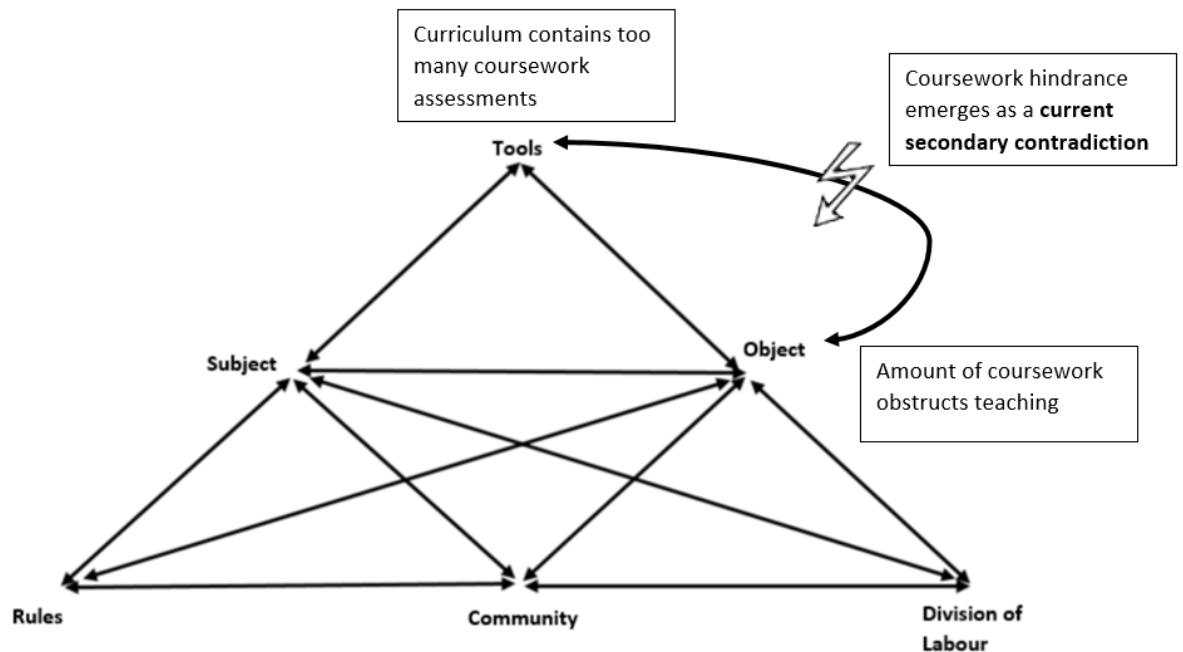 Curriculum contains too
many coursework
assessments
Coursework hindrance
emerges as a current
secondary contradiction
Tools
Subject
Object
Amount of coursework
obstructs teaching
Rules
Community
Division of
Labour